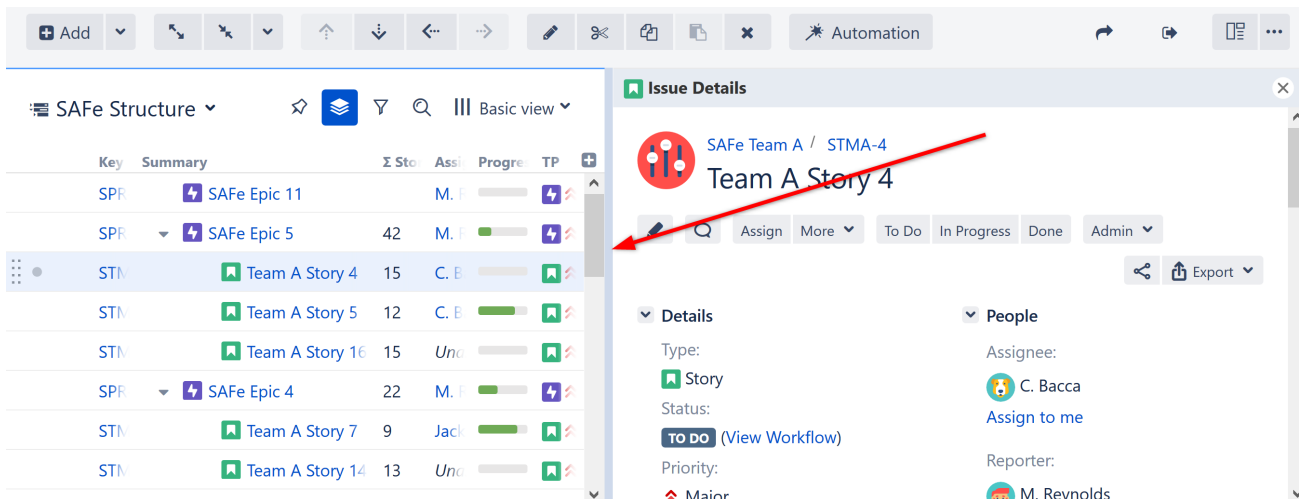 Add
Automation
SAFe Structure
Basic view
Key Summary Σ Sto Assi Progre TP
SPR SAFe Epic 11 M.
SPR SAFe Epic 5 42 M.
STM Team A Story 4 15 C. B
STM Team A Story 5 12 C. B
STM Team A Story 16 15 Una
SPR SAFe Epic 4 22 M.
STM Team A Story 7 9 Jack
STM Team A Story 14 13 Una
Issue Details
SAFe Team A / STMA-4
Team A Story 4
Assign More To Do In Progress Done Admin
Export
Details
Type:
Story
Status:
TO DO (View Workflow)
Priority:
Major
People
Assignee:
C. Bacca
Assign to me
Reporter:
M. Reynolds